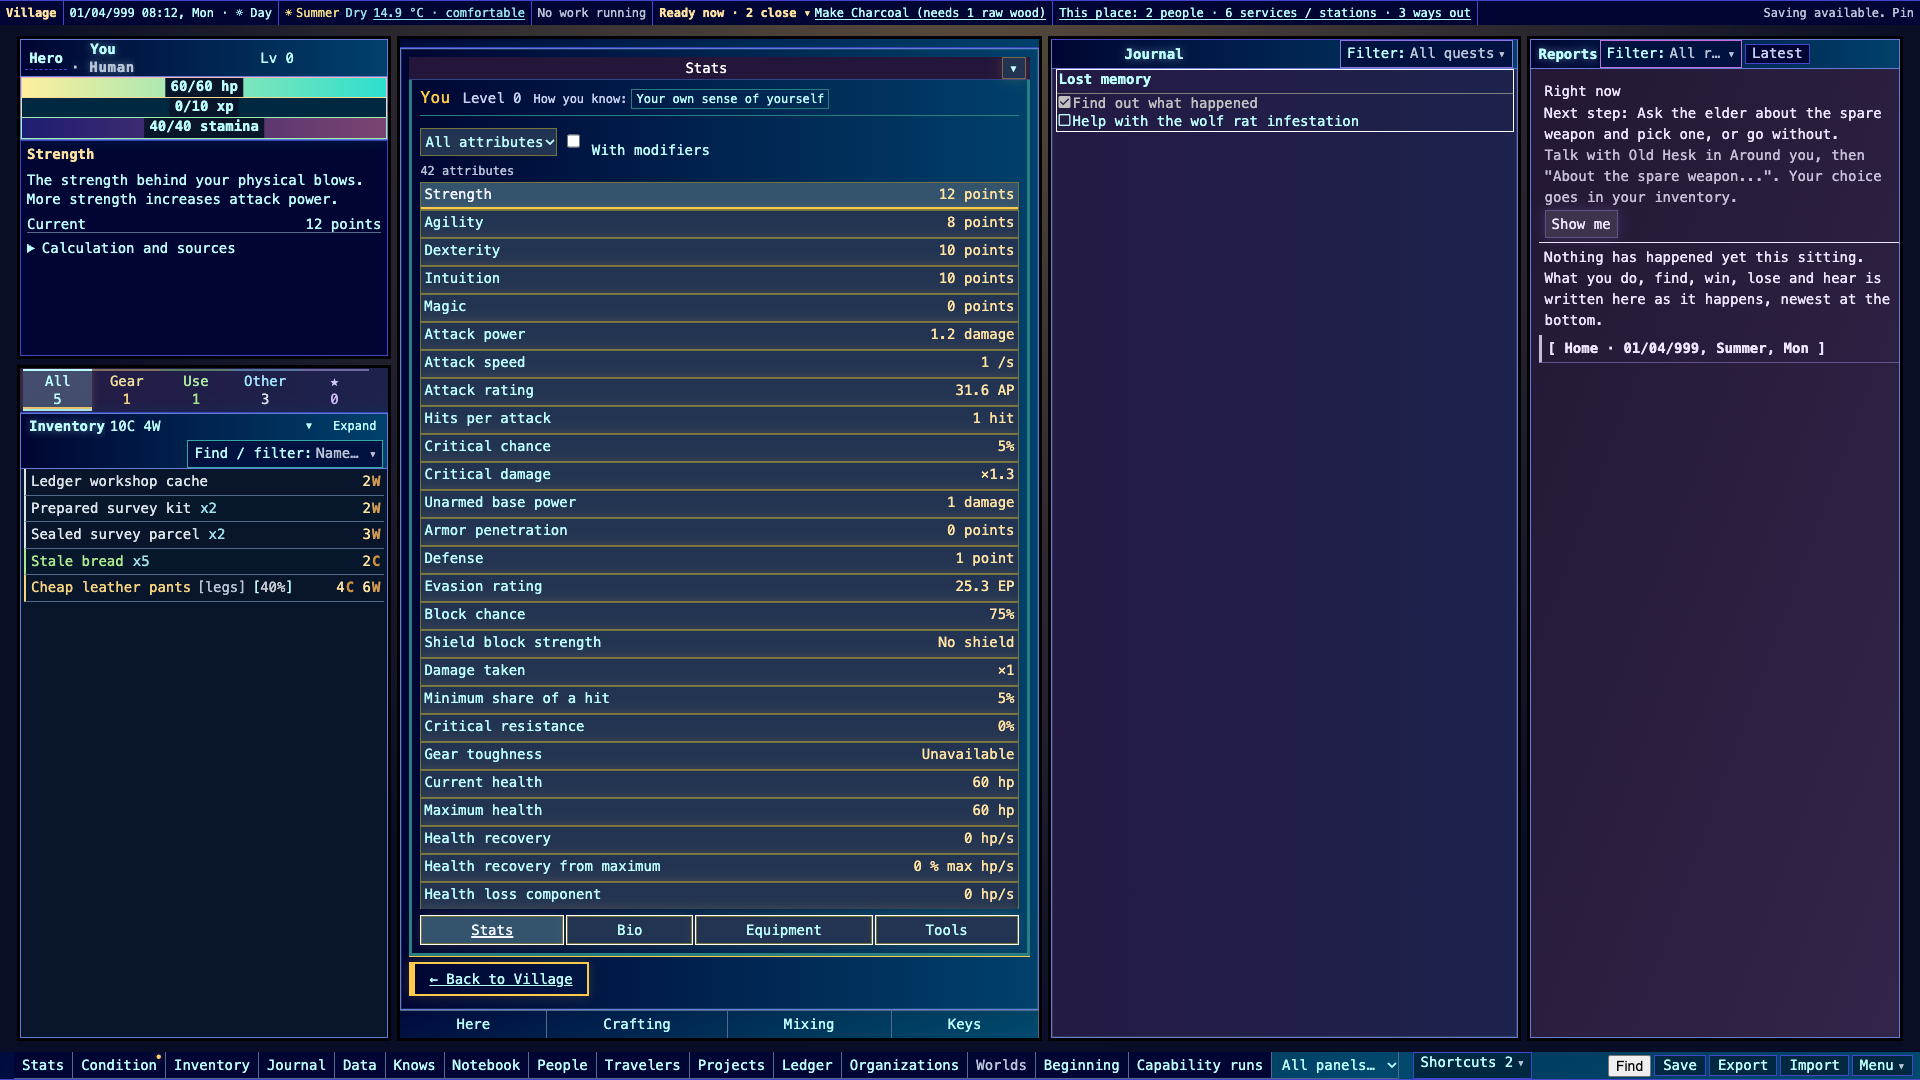 Village 01/04/999 08:12, Mon · ☀ Day ☀ Summer Dry 14.9 °C · comfortable No work running Ready now · 2 close ▾ Make Charcoal (needs 1 raw wood) This place: 2 people · 6 services / stations · 3 ways out Saving available. Pin
Hero · You Human Lv 0
60/60 hp
0/10 xp
40/40 stamina
Strength
The strength behind your physical blows.
More strength increases attack power.
Current 12 points
▶ Calculation and sources
All Gear Use Other ★
5 1 1 3 0
Inventory 10C 4W ▾ Expand
Find / filter: Name… ▾
Ledger workshop cache 2W
Prepared survey kit x2 2W
Sealed survey parcel x2 3W
Stale bread x5 2C
Cheap leather pants [legs] [40%] 4C 6W
Stats ▾
You Level 0 How you know: Your own sense of yourself
All attributes With modifiers
42 attributes
Strength 12 points
Agility 8 points
Dexterity 10 points
Intuition 10 points
Magic 0 points
Attack power 1.2 damage
Attack speed 1 /s
Attack rating 31.6 AP
Hits per attack 1 hit
Critical chance 5%
Critical damage ×1.3
Unarmed base power 1 damage
Armor penetration 0 points
Defense 1 point
Evasion rating 25.3 EP
Block chance 75%
Shield block strength No shield
Damage taken ×1
Minimum share of a hit 5%
Critical resistance 0%
Gear toughness Unavailable
Current health 60 hp
Maximum health 60 hp
Health recovery 0 hp/s
Health recovery from maximum 0 % max hp/s
Health loss component 0 hp/s
Stats Bio Equipment Tools
← Back to Village
Here Crafting Mixing Keys
Journal Filter: All quests ▾
Lost memory
Find out what happened
Help with the wolf rat infestation
Reports Filter: All r… ▾ Latest
Right now
Next step: Ask the elder about the spare
weapon and pick one, or go without.
Talk with Old Hesk in Around you, then
"About the spare weapon...". Your choice
goes in your inventory.
Show me
Nothing has happened yet this sitting.
What you do, find, win, lose and hear is
written here as it happens, newest at the
bottom.
[ Home · 01/04/999, Summer, Mon ]
Stats Condition Inventory Journal Data Knows Notebook People Travelers Projects Ledger Organizations Worlds Beginning Capability runs All panels… Shortcuts 2 ▾ Find Save Export Import Menu ▾